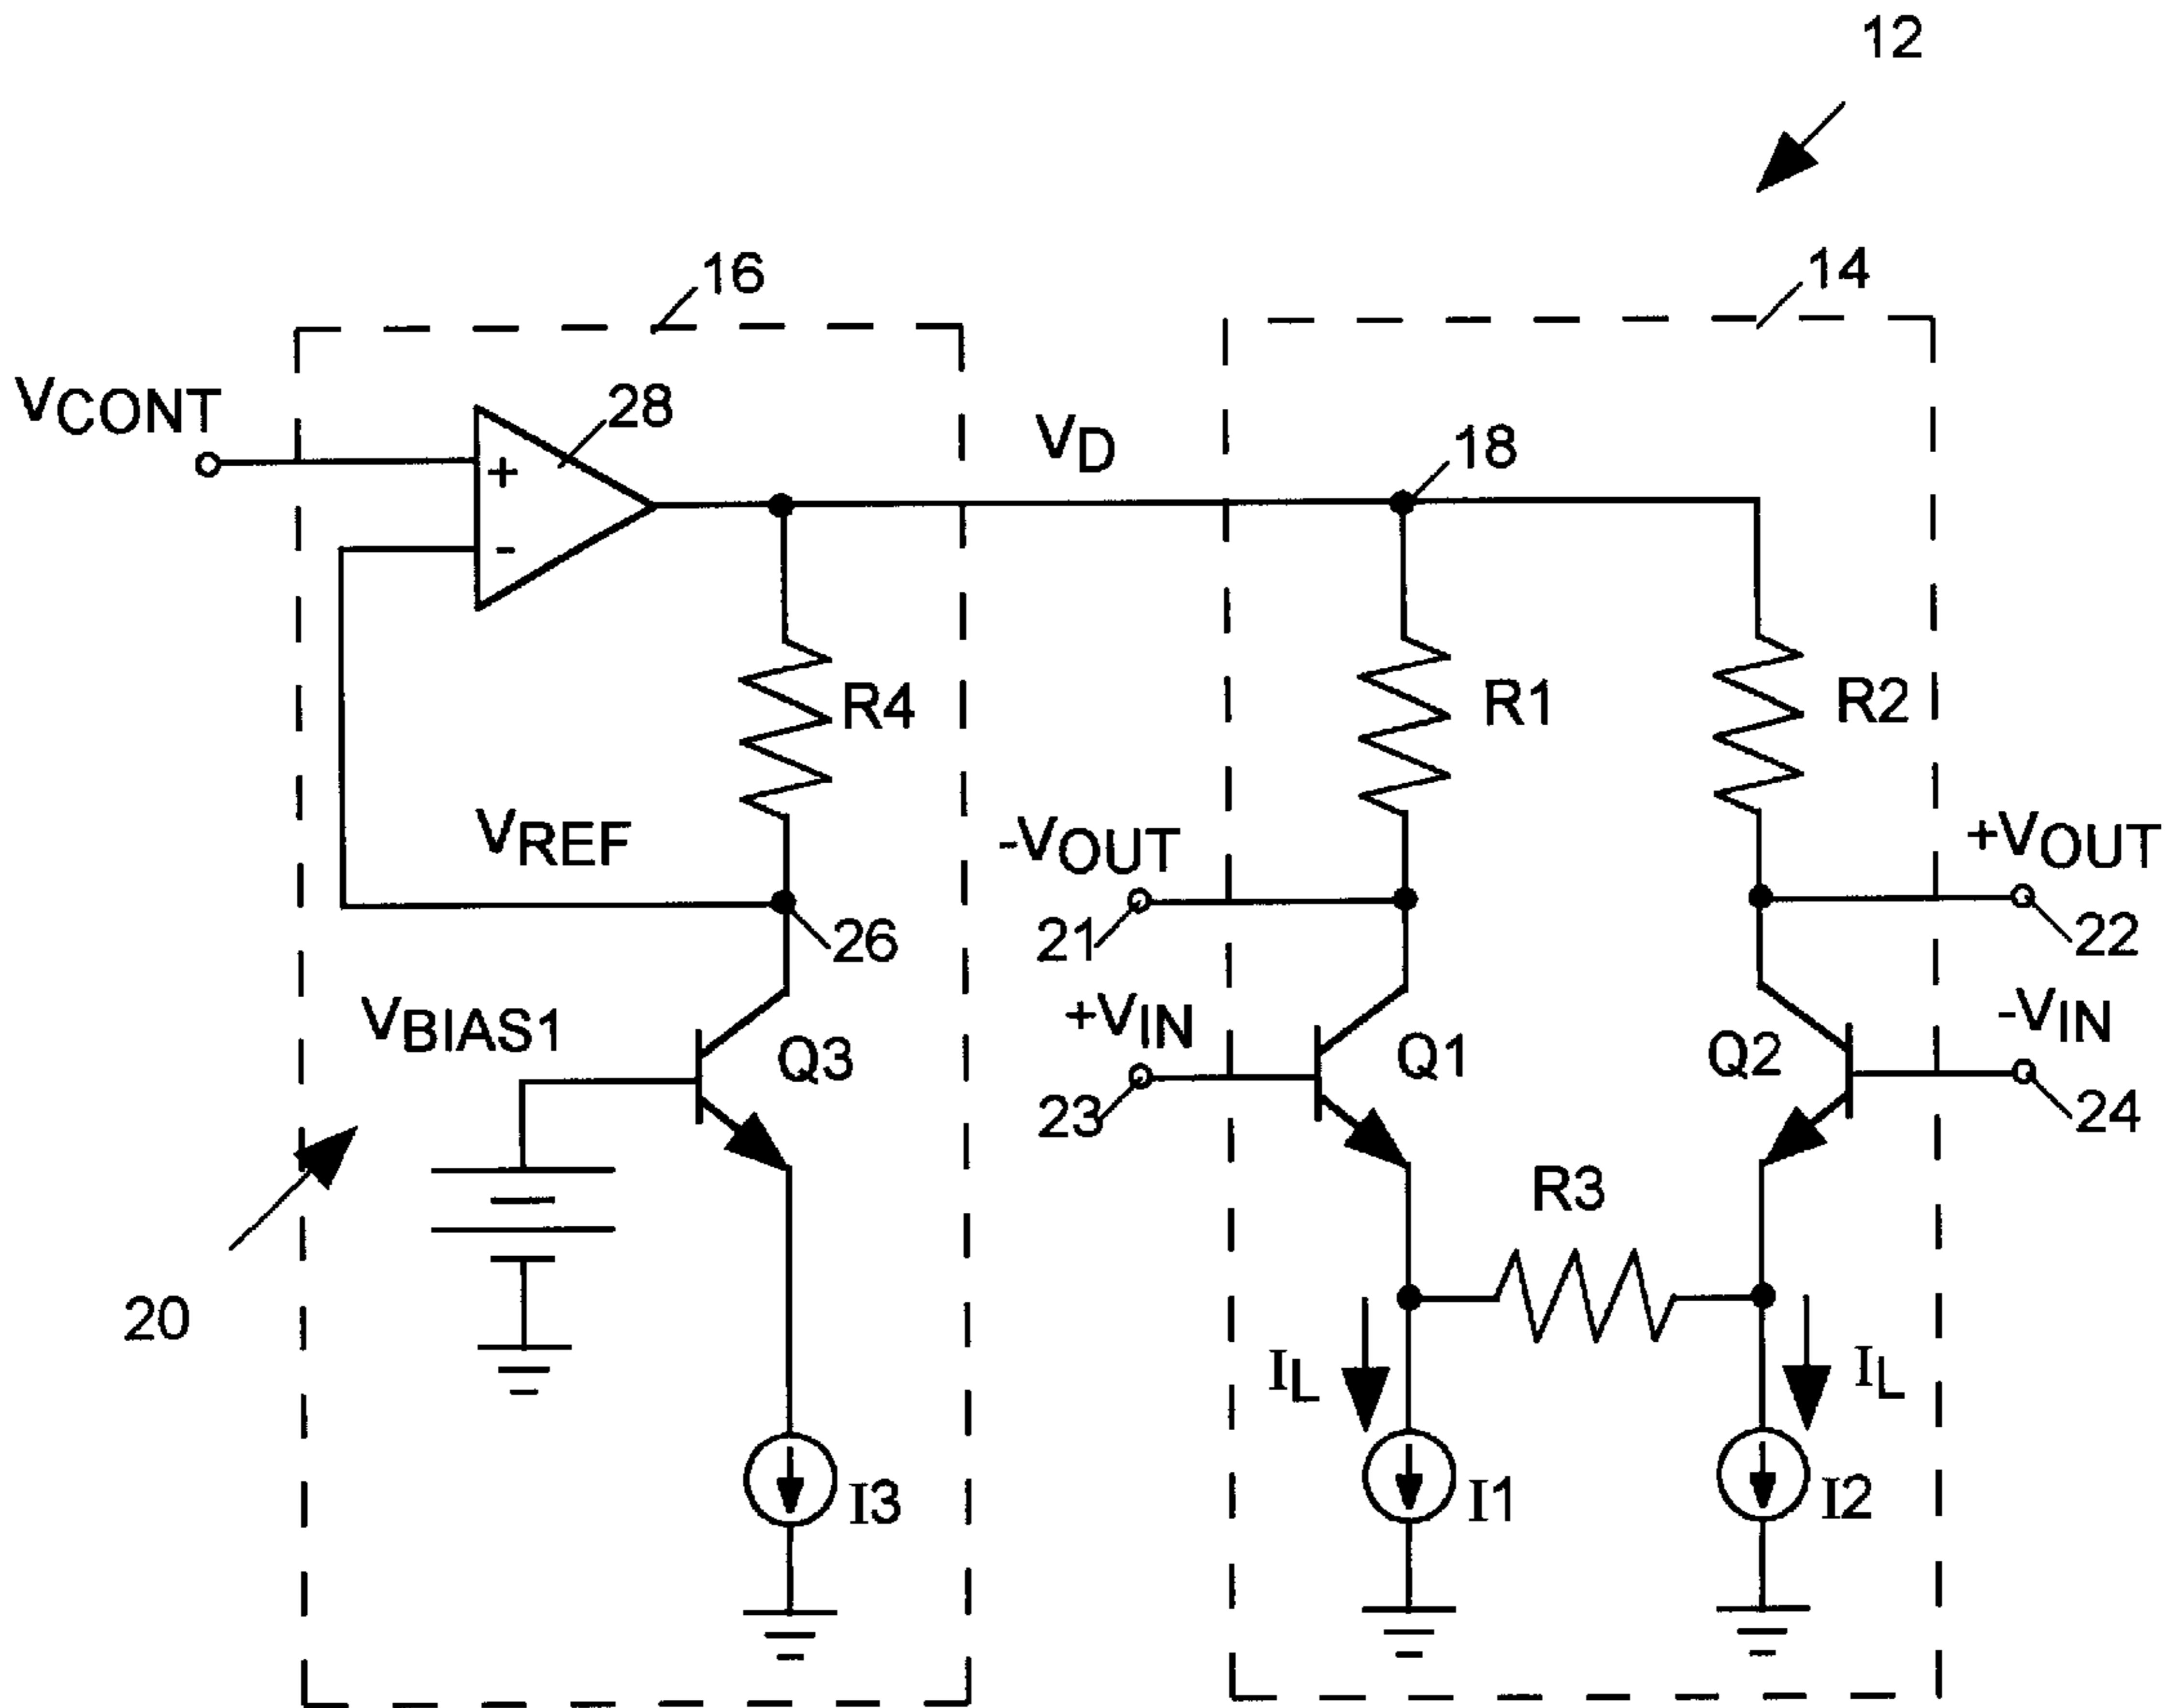 12
16
14
VCONT
28
VD
18
+
-
R4
R1
R2
VREF
-VOUT
+VOUT
26
21
22
VBIAS1
+VIN
-VIN
Q3
Q1
Q2
23
24
R3
20
IL
IL
I3
I1
I2